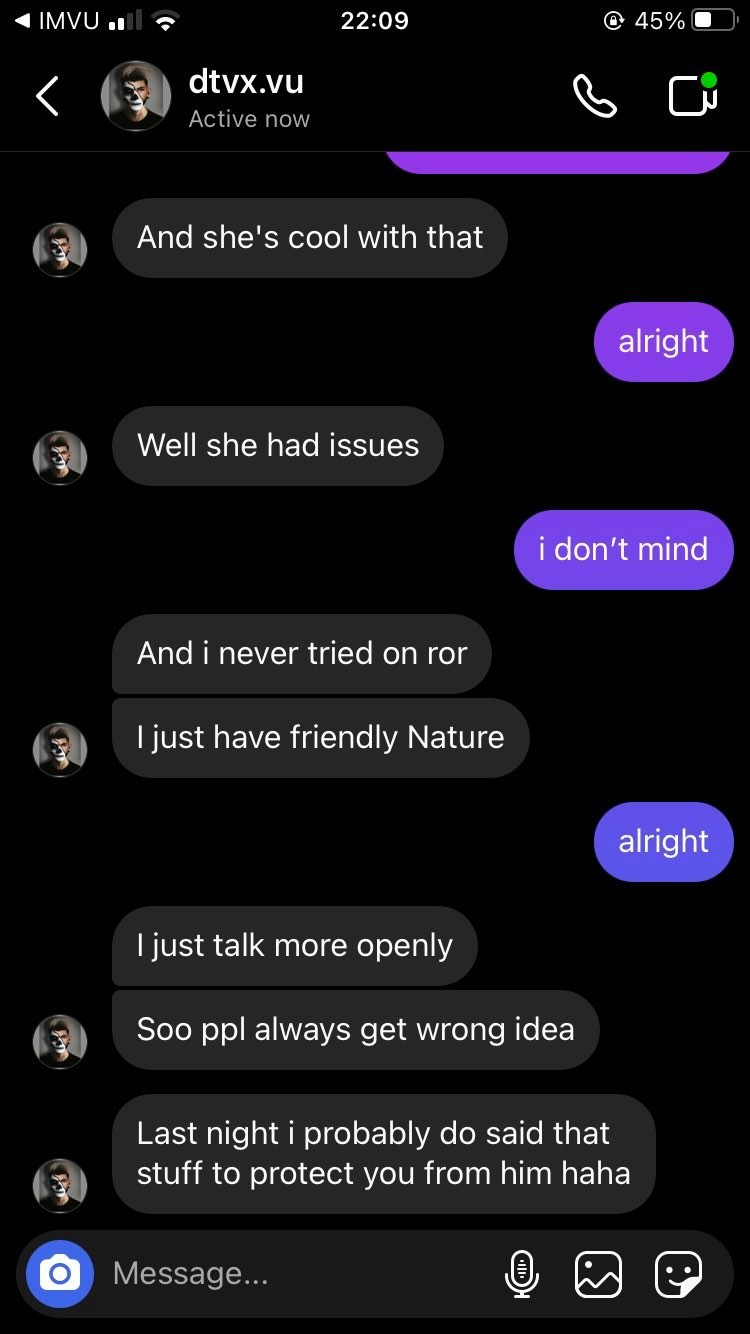 IMVU
22:09
45%
dtvx.vu
Active now
And she's cool with that
alright
Well she had issues
i don’t mind
And i never tried on ror
I just have friendly Nature
alright
I just talk more openly
Soo ppl always get wrong idea
Last night i probably do said that
stuff to protect you from him haha
Message...